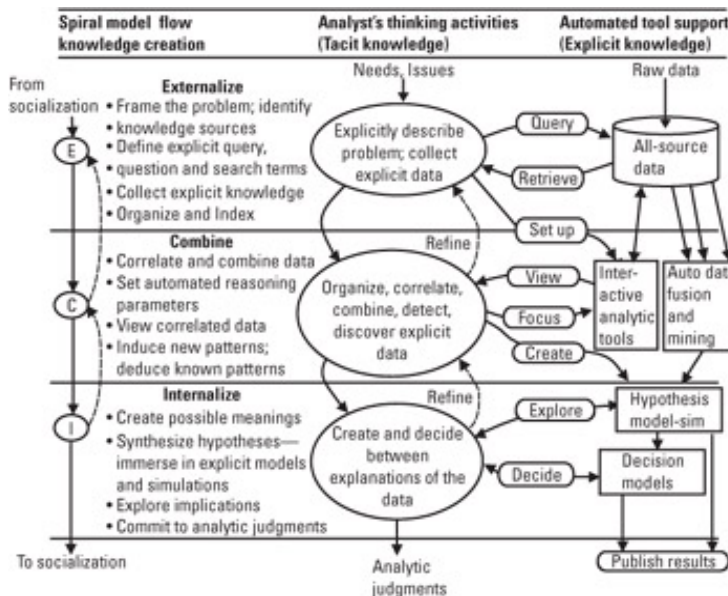 Spiral model flow
knowledge creation
Analyst's thinking activities
(Tacit knowledge)
Automated tool support
(Explicit knowledge)
From
socialization
Externalize
• Frame the problem; identify
• knowledge sources
• Define explicit query,
• question and search terms
• Collect explicit knowledge
• Organize and Index
E
Needs, Issues
Explicitly describe
problem; collect
explicit data
Query
Retrieve
Set up
Raw data
All-source
data
Combine
• Correlate and combine data
• Set automated reasoning
parameters
• View correlated data
• Induce new patterns;
deduce known patterns
C
Refine
Organize, correlate,
combine, detect,
discover explicit
data
View
Focus
Create
Inter-
active
analytic
tools
Auto data
fusion
and
mining
Internalize
• Create possible meanings
• Synthesize hypotheses—
immerse in explicit models
and simulations
• Explore implications
• Commit to analytic judgments
I
Refine
Create and decide
between
explanations of the
data
Explore
Decide
Hypothesis
model-sim
Decision
models
To socialization
Analytic
judgments
Publish results